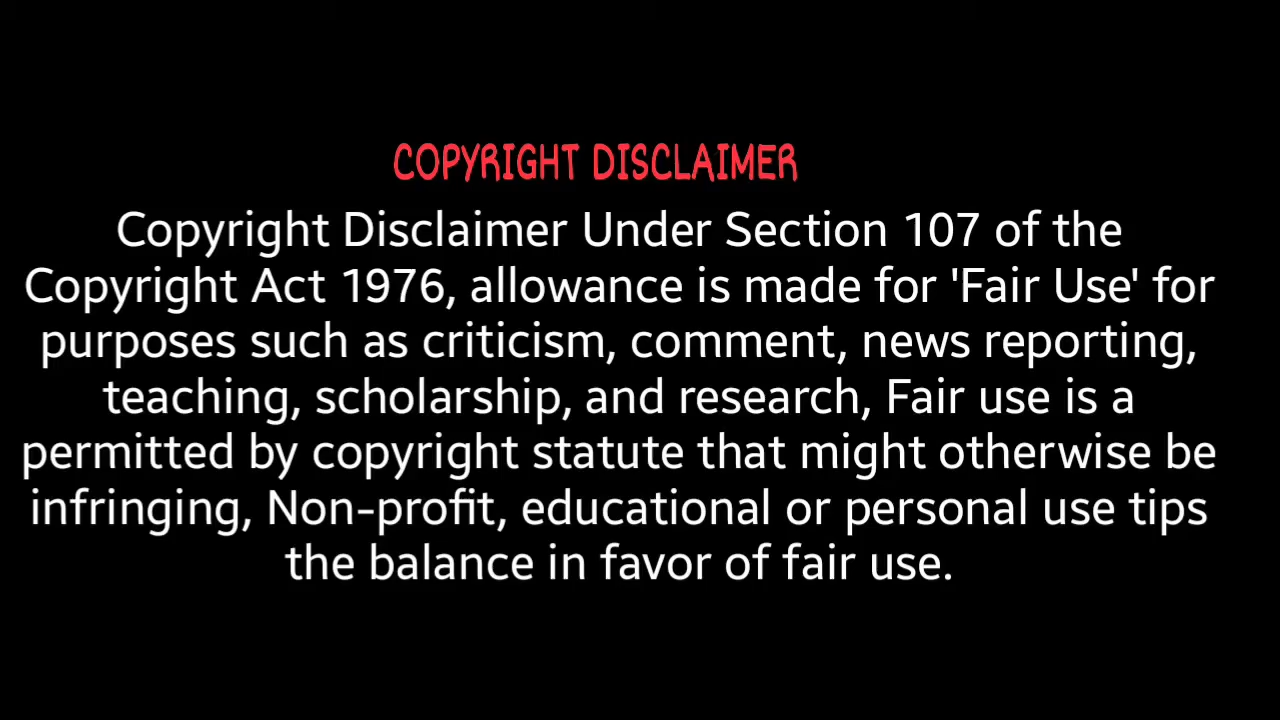 COPYRIGHT DISCLAIMER
Copyright Disclaimer Under Section 107 of the
Copyright Act 1976, allowance is made for 'Fair Use' for
purposes such as criticism, comment, news reporting,
teaching, scholarship, and research, Fair use is a
permitted by copyright statute that might otherwise be
infringing, Non-profit, educational or personal use tips
the balance in favor of fair use.